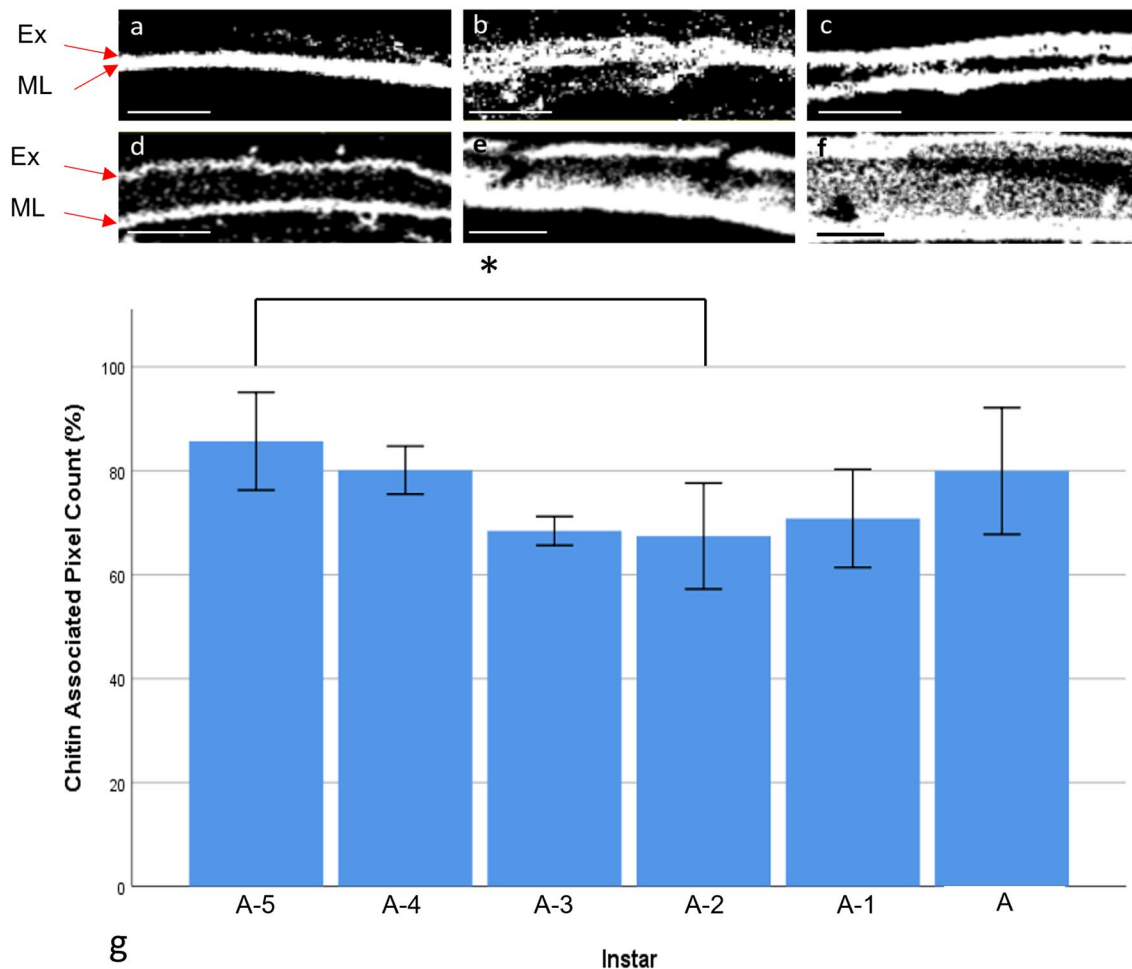 a b c
Ex
ML
d e f
Ex
ML
*
Chitin Associated Pixel Count (%)
100
80
60
40
20
0
A-5 A-4 A-3 A-2 A-1 A
g
Instar